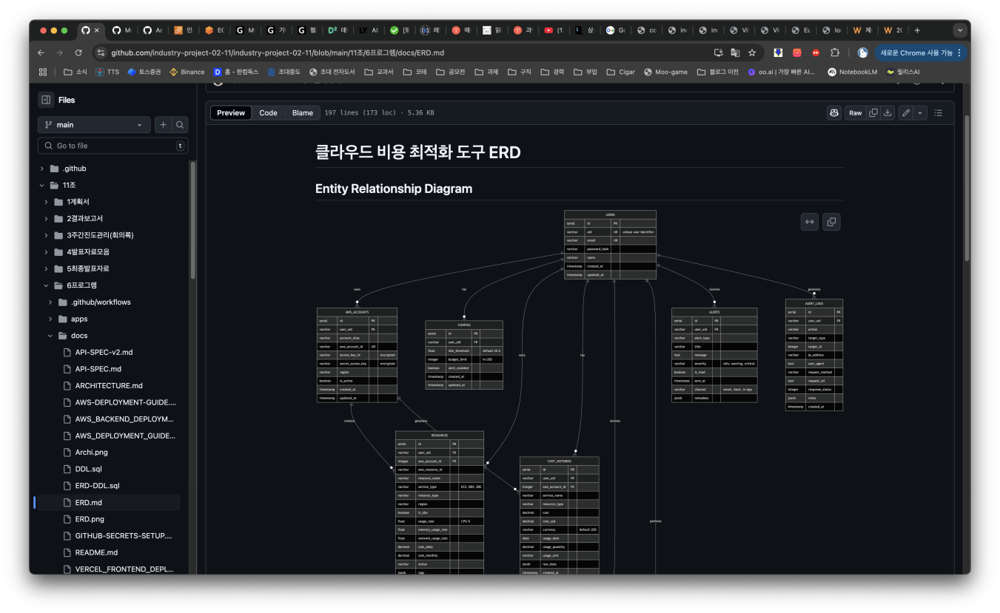 새로운 Chrome 사용 가능
github.com/industry-project-02-11/industry-project-02-11/blob/main/11조/6프로그램/docs/ERD.md
소식
TTS
토스증권
Binance
홈 - 한컴독스
조대중도
조대 전자도서
교과서
코테
공모전
과제
구직
경력
부업
Cigar
Moo-game
블로그 이전
oo.ai | 가장 빠른 AI...
NotebookLM
릴리스AI
Files
main
Go to file
t
.github
11조
1계획서
2결과보고서
3주간진도관리(회의록)
4발표자료모음
5최종발표자료
6프로그램
.github/workflows
apps
docs
API-SPEC-v2.md
API-SPEC.md
ARCHITECTURE.md
AWS-DEPLOYMENT-GUIDE....
AWS_BACKEND_DEPLOYM...
AWS_DEPLOYMENT_GUIDE...
Archi.png
DDL.sql
ERD-DDL.sql
ERD.md
ERD.png
GITHUB-SECRETS-SETUP....
README.md
VERCEL_FRONTEND_DEPL...
Preview
Code
Blame
197 lines (173 loc) · 5.36 KB
Raw
클라우드 비용 최적화 도구 ERD
Entity Relationship Diagram
USERS
serial id PK
varchar uid UK unique user identifier
varchar email UK
varchar password_hash
varchar name
timestamp created_at
timestamp updated_at
owns
has
owns
has
receives
receives
generates
performs
AWS_ACCOUNTS
serial id PK
varchar user_uid FK
varchar account_alias
varchar aws_account_id UK
varchar access_key_id encrypted
varchar secret_access_key encrypted
varchar region
boolean is_active
timestamp created_at
timestamp updated_at
contains
generates
CONFIGS
serial id PK
varchar user_uid FK
float idle_threshold default 20.0
integer budget_limit in USD
boolean alert_enabled
timestamp created_at
timestamp updated_at
ALERTS
serial id PK
varchar user_uid FK
varchar alert_type
varchar title
text message
varchar severity info, warning, critical
boolean is_read
timestamp sent_at
varchar channel email, slack, in-app
jsonb metadata
AUDIT_LOGS
serial id PK
varchar user_uid FK
varchar action
varchar target_type
integer target_id
varchar ip_address
text user_agent
varchar request_method
text request_url
integer response_status
jsonb meta
timestamp created_at
RESOURCES
serial id PK
varchar user_uid FK
integer aws_account_id FK
varchar aws_resource_id
varchar resource_name
varchar service_type EC2, RDS, EBS
varchar instance_type
varchar region
boolean is_idle
float usage_rate CPU %
float memory_usage_rate
float network_usage_rate
decimal cost_daily
decimal cost_monthly
varchar status
jsonb tags
COST_HISTORIES
serial id PK
varchar user_uid FK
integer aws_account_id FK
varchar service_name
varchar resource_type
decimal cost
decimal cost_usd
varchar currency default USD
date usage_date
decimal usage_quantity
varchar usage_unit
jsonb raw_data
timestamp created_at